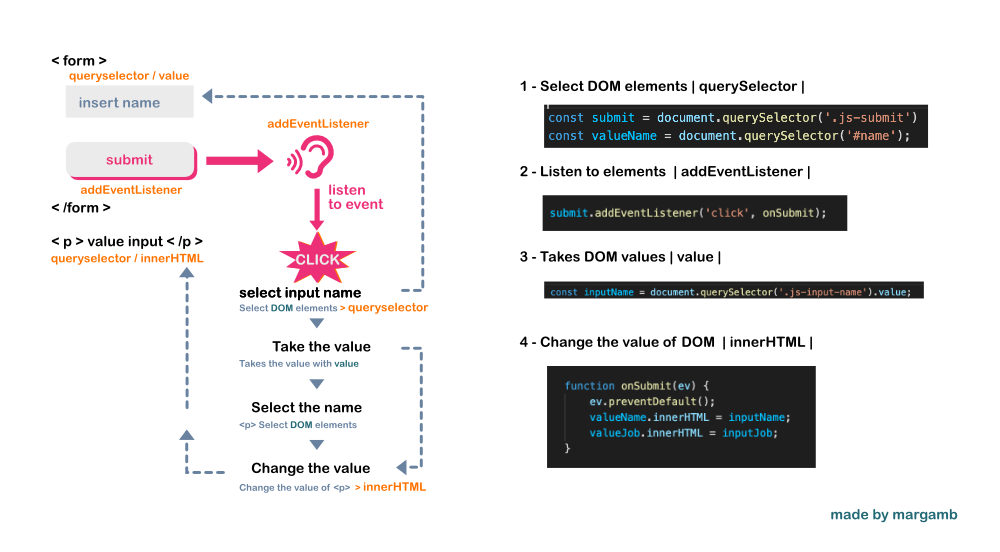 < form >
queryselector / value
insert name
addEventListener
submit
addEventListener
listen
to event
< /form >
< p > value input < /p >
queryselector / innerHTML
CLICK
select input name
Select DOM elements > queryselector
Take the value
Takes the value with value
Select the name
<p> Select DOM elements
Change the value
Change the value of <p> > innerHTML
1 - Select DOM elements | querySelector |
const submit = document.querySelector('.js-submit')
const valueName = document.querySelector('#name');
2 - Listen to elements | addEventListener |
submit.addEventListener('click', onSubmit);
3 - Takes DOM values | value |
const inputName = document.querySelector('.js-input-name').value;
4 - Change the value of DOM | innerHTML |
function onSubmit(ev) {
ev.preventDefault();
valueName.innerHTML = inputName;
valueJob.innerHTML = inputJob;
}
made by margamb